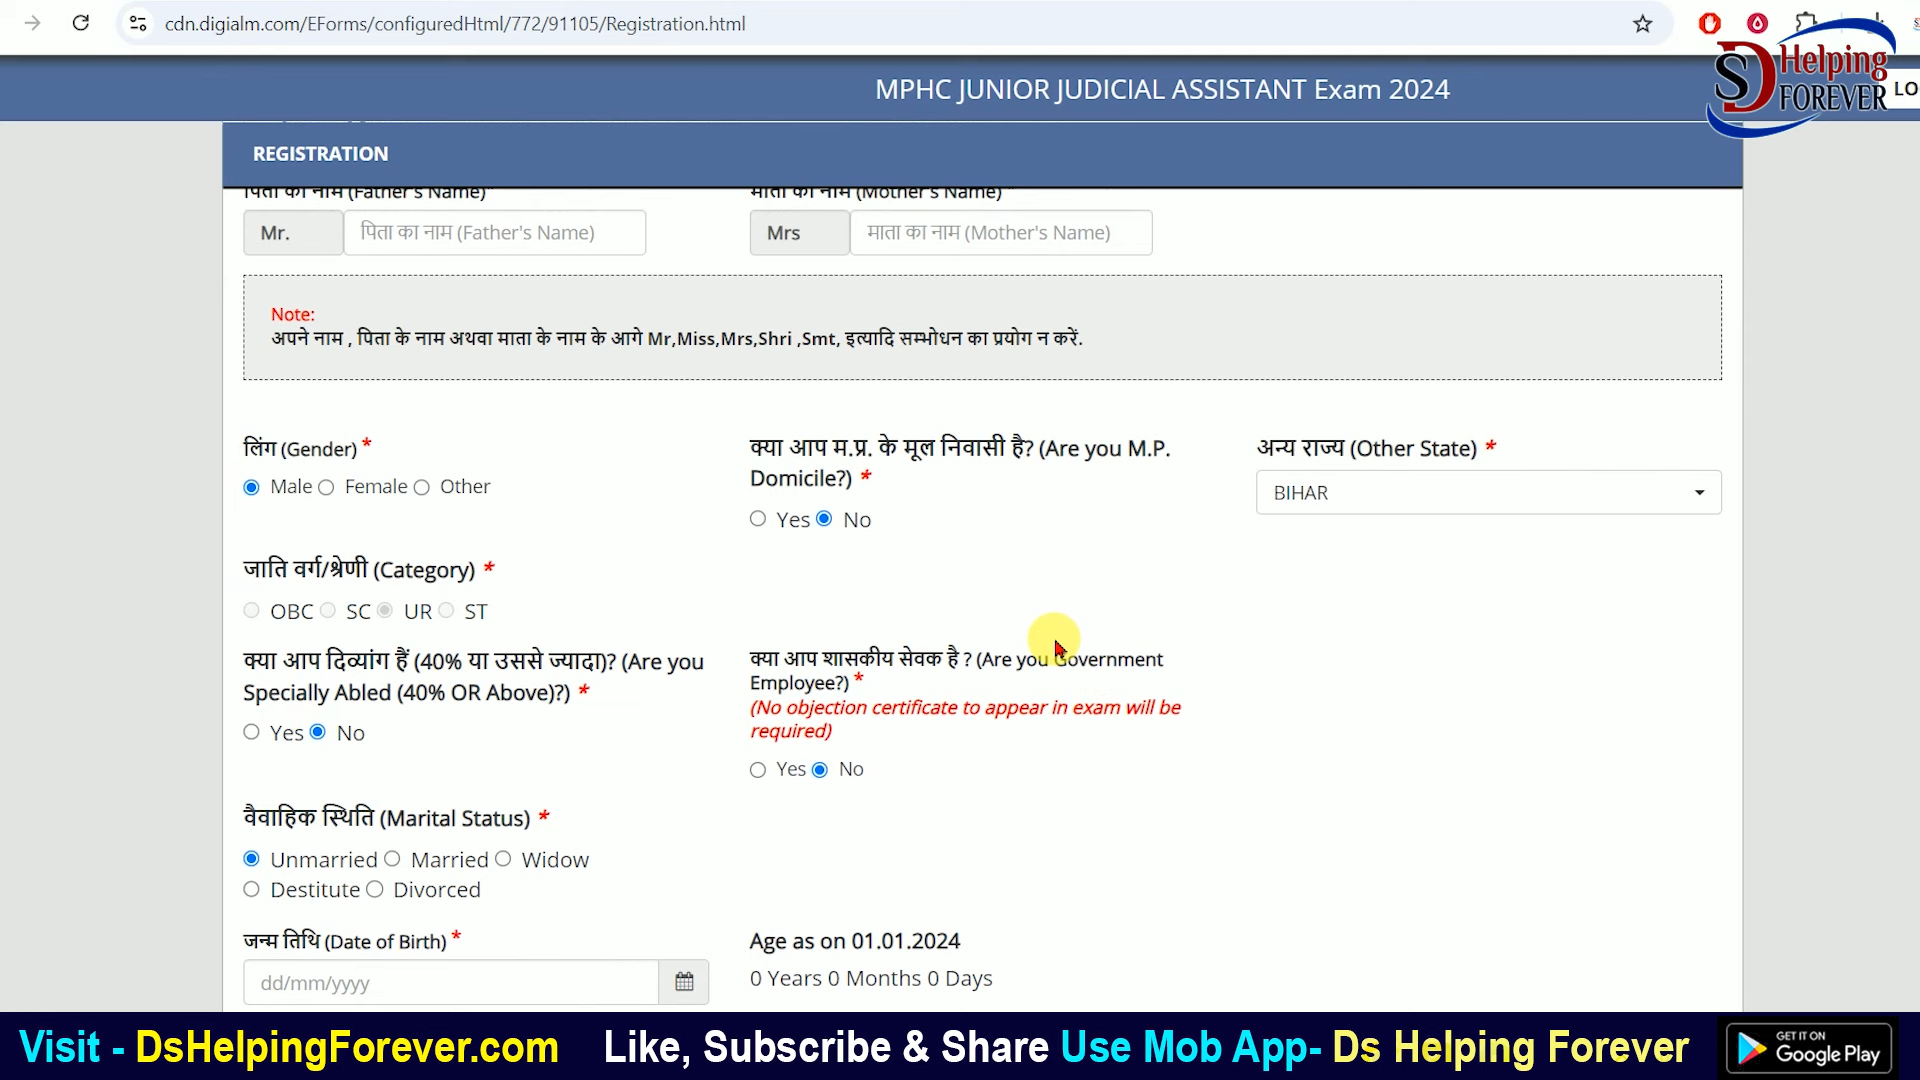 cdn.digialm.com/EForms/configuredHtml/772/91105/Registration.html
MPHC JUNIOR JUDICIAL ASSISTANT Exam 2024
SD Helping FOREVER
LO
REGISTRATION
पिता का नाम (Father's Name)*
माता का नाम (Mother's Name) *
Mr.
पिता का नाम (Father's Name)
Mrs
माता का नाम (Mother's Name)
Note:
अपने नाम , पिता के नाम अथवा माता के नाम के आगे Mr,Miss,Mrs,Shri ,Smt, इत्यादि सम्भोधन का प्रयोग न करें.
लिंग (Gender) *
Male Female Other
क्या आप म.प्र. के मूल निवासी है? (Are you M.P.
Domicile?) *
Yes No
अन्य राज्य (Other State) *
BIHAR
जाति वर्ग/श्रेणी (Category) *
OBC SC UR ST
क्या आप दिव्यांग हैं (40% या उससे ज्यादा)? (Are you
Specially Abled (40% OR Above)?) *
Yes No
क्या आप शासकीय सेवक है ? (Are you Government
Employee?) *
(No objection certificate to appear in exam will be
required)
Yes No
वैवाहिक स्थिति (Marital Status) *
Unmarried Married Widow
Destitute Divorced
जन्म तिथि (Date of Birth) *
dd/mm/yyyy
Age as on 01.01.2024
0 Years 0 Months 0 Days
Visit - DsHelpingForever.com Like, Subscribe & Share Use Mob App- Ds Helping Forever
GET IT ON
Google Play